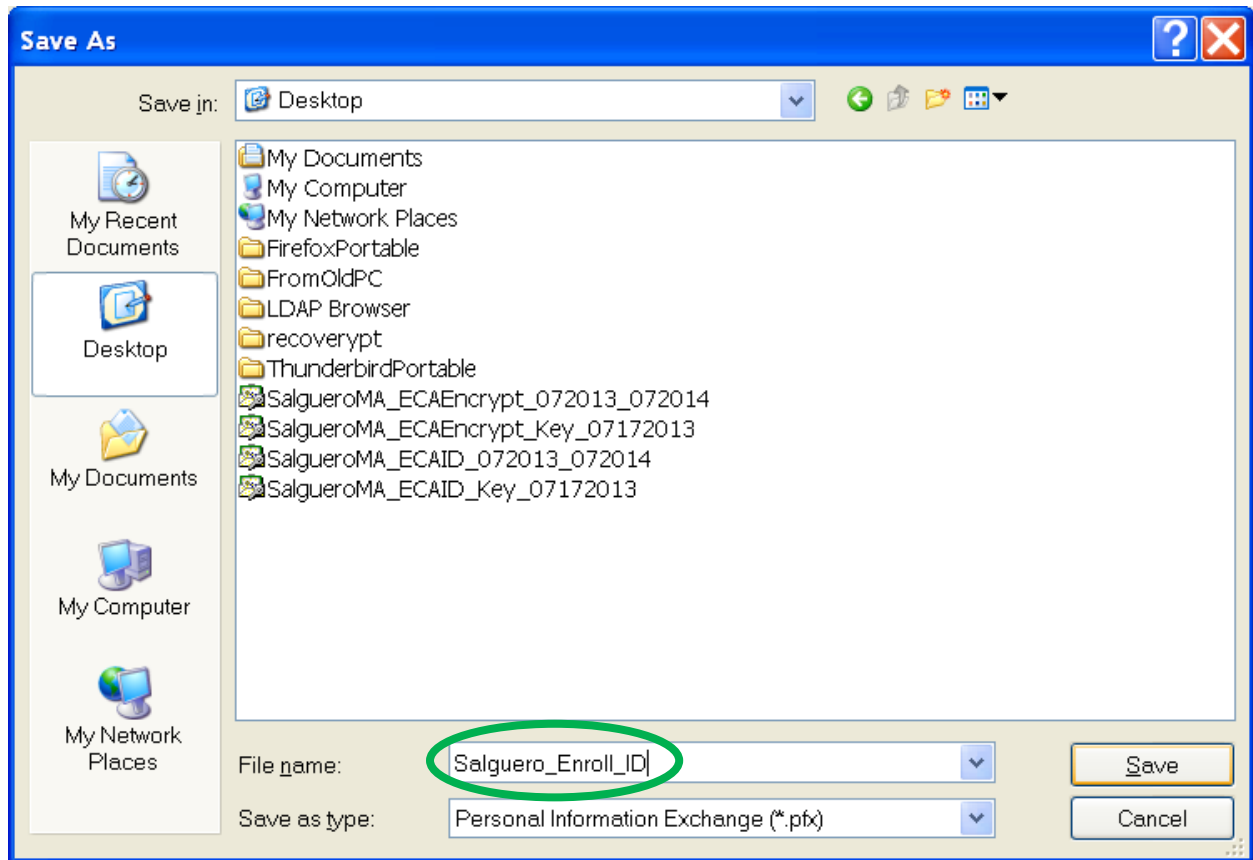 Save As
Save in:
Desktop
My Recent
Documents
Desktop
My Documents
My Computer
My Network
Places
My Documents
My Computer
My Network Places
FirefoxPortable
FromOldPC
LDAP Browser
recoverypt
ThunderbirdPortable
SalgueroMA_ECAEncrypt_072013_072014
SalgueroMA_ECAEncrypt_Key_07172013
SalgueroMA_ECAID_072013_072014
SalgueroMA_ECAID_Key_07172013
File name:
Salguero_Enroll_ID
Save
Save as type:
Personal Information Exchange (*.pfx)
Cancel